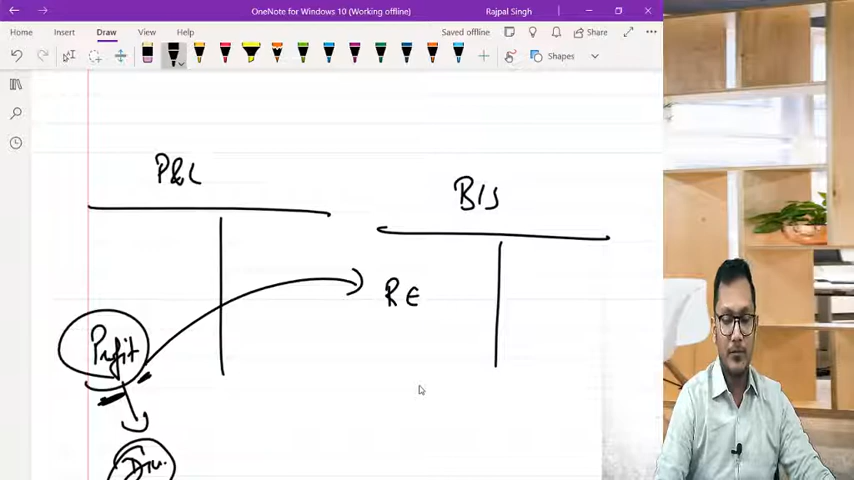 OneNote for Windows 10 (Working offline)
Rajpal Singh
Home Insert Draw View Help
Saved offline
Share
Shapes
P&L
B/S
RE
Profit
Div.